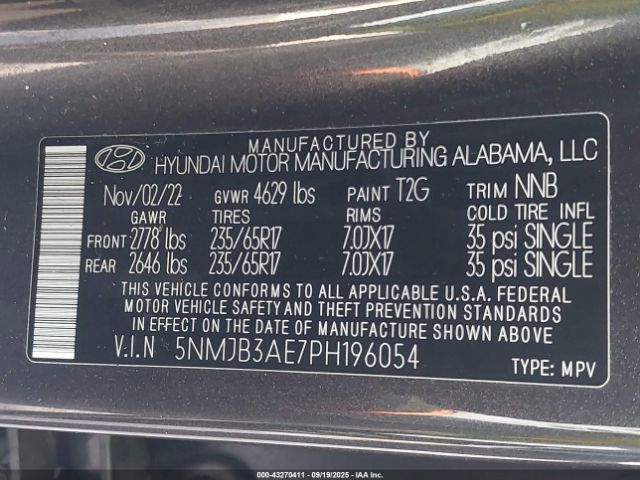 MANUFACTURED BY
HYUNDAI MOTOR MANUFACTURING ALABAMA, LLC
Nov/02/22 GVWR 4629 lbs PAINT T2G TRIM NNB
GAWR TIRES RIMS COLD TIRE INFL
FRONT 2778 lbs 235/65R17 7.0JX17 35 psi SINGLE
REAR 2646 lbs 235/65R17 7.0JX17 35 psi SINGLE
THIS VEHICLE CONFORMS TO ALL APPLICABLE U.S.A. FEDERAL
MOTOR VEHICLE SAFETY AND THEFT PREVENTION STANDARDS
IN EFFECT ON THE DATE OF MANUFACTURE SHOWN ABOVE
V.I.N 5NMJB3AE7PH196054 TYPE: MPV
000-43270411 - 09/19/2025 - IAAI.COM